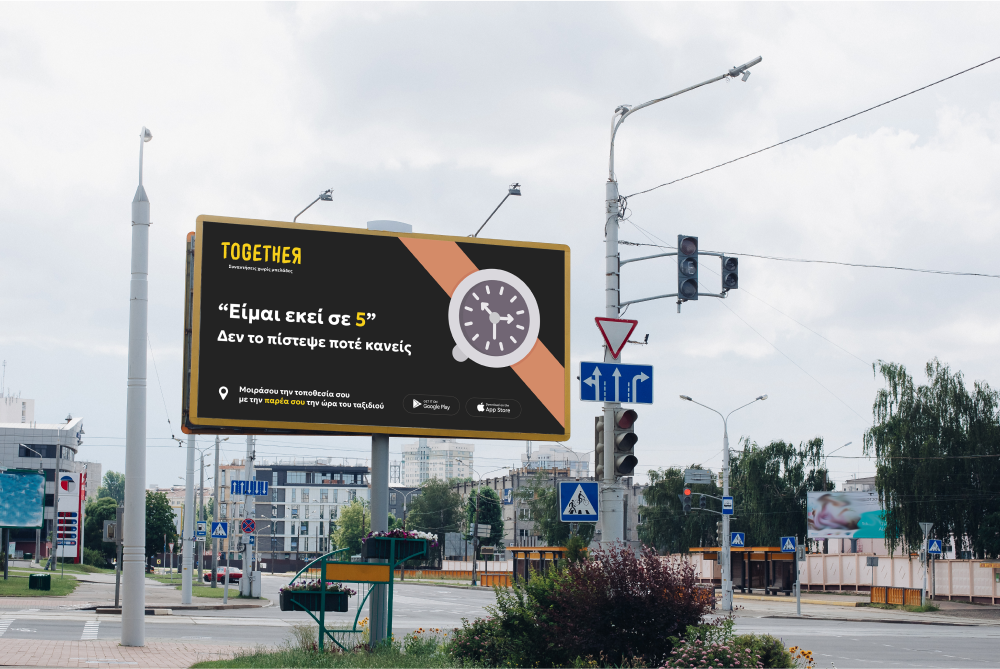 TOGETHER
Συναντήσεις χωρίς μπελάδες
“Είμαι εκεί σε 5”
Δεν το πίστεψε ποτέ κανείς
Μοιράσου την τοποθεσία σου
με την παρέα σου την ώρα του ταξιδιού
GET IT ON
Google Play
Download on the
App Store